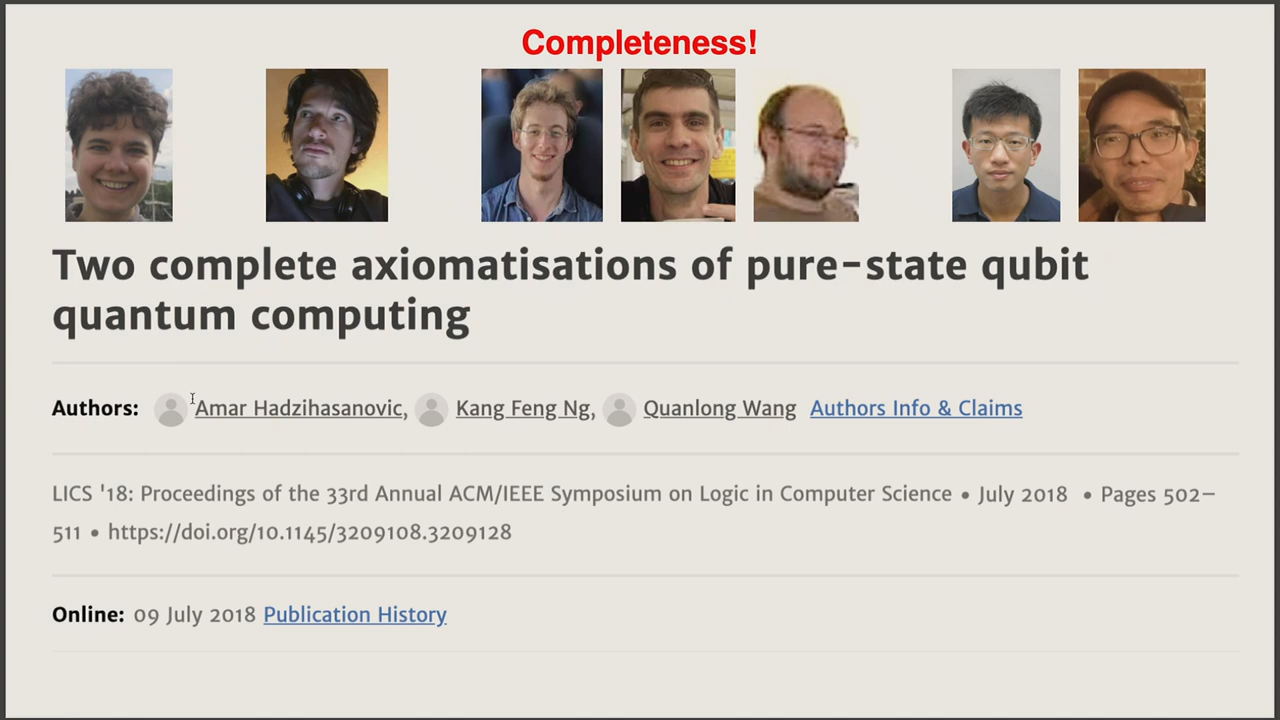 Completeness!
Two complete axiomatisations of pure-state qubit
quantum computing
Authors: Amar Hadzihasanovic, Kang Feng Ng, Quanlong Wang Authors Info & Claims
LICS '18: Proceedings of the 33rd Annual ACM/IEEE Symposium on Logic in Computer Science • July 2018 • Pages 502–
511 • https://doi.org/10.1145/3209108.3209128
Online: 09 July 2018 Publication History